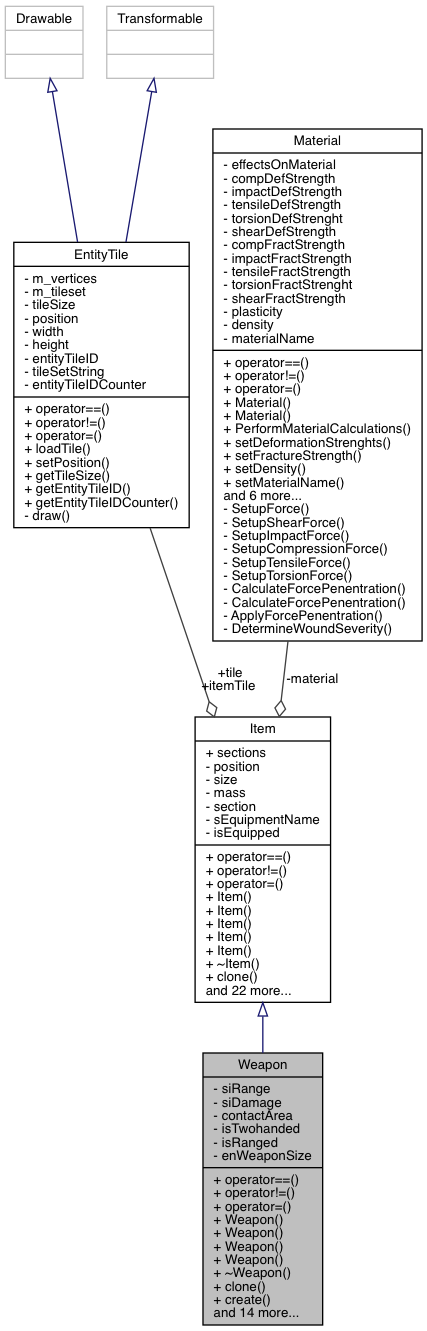 Drawable
Transformable
Material
- effectsOnMaterial
- compDefStrength
- impactDefStrength
- tensileDefStrength
- torsionDefStrenght
- shearDefStrength
- compFractStrength
- impactFractStrength
- tensileFractStrength
- torsionFractStrenght
- shearFractStrength
- plasticity
- density
- materialName
+ operator==()
+ operator!=()
+ operator=()
+ Material()
+ Material()
+ PerformMaterialCalculations()
+ setDeformationStrenghts()
+ setFractureStrength()
+ setDensity()
+ setMaterialName()
and 6 more...
- SetupForce()
- SetupShearForce()
- SetupImpactForce()
- SetupCompressionForce()
- SetupTensileForce()
- SetupTorsionForce()
- CalculateForcePenentration()
- CalculateForcePenentration()
- ApplyForcePenentration()
- DetermineWoundSeverity()
EntityTile
- m_vertices
- m_tileset
- tileSize
- position
- width
- height
- entityTileID
- tileSetString
- entityTileIDCounter
+ operator==()
+ operator!=()
+ operator=()
+ loadTile()
+ setPosition()
+ getTileSize()
+ getEntityTileID()
+ getEntityTileIDCounter()
- draw()
+tile
+itemTile
-material
Item
+ sections
- position
- size
- mass
- section
- sEquipmentName
- isEquipped
+ operator==()
+ operator!=()
+ operator=()
+ Item()
+ Item()
+ Item()
+ Item()
+ Item()
+ ~Item()
+ clone()
and 22 more...
Weapon
- siRange
- siDamage
- contactArea
- isTwohanded
- isRanged
- enWeaponSize
+ operator==()
+ operator!=()
+ operator=()
+ Weapon()
+ Weapon()
+ Weapon()
+ Weapon()
+ ~Weapon()
+ clone()
+ create()
and 14 more...